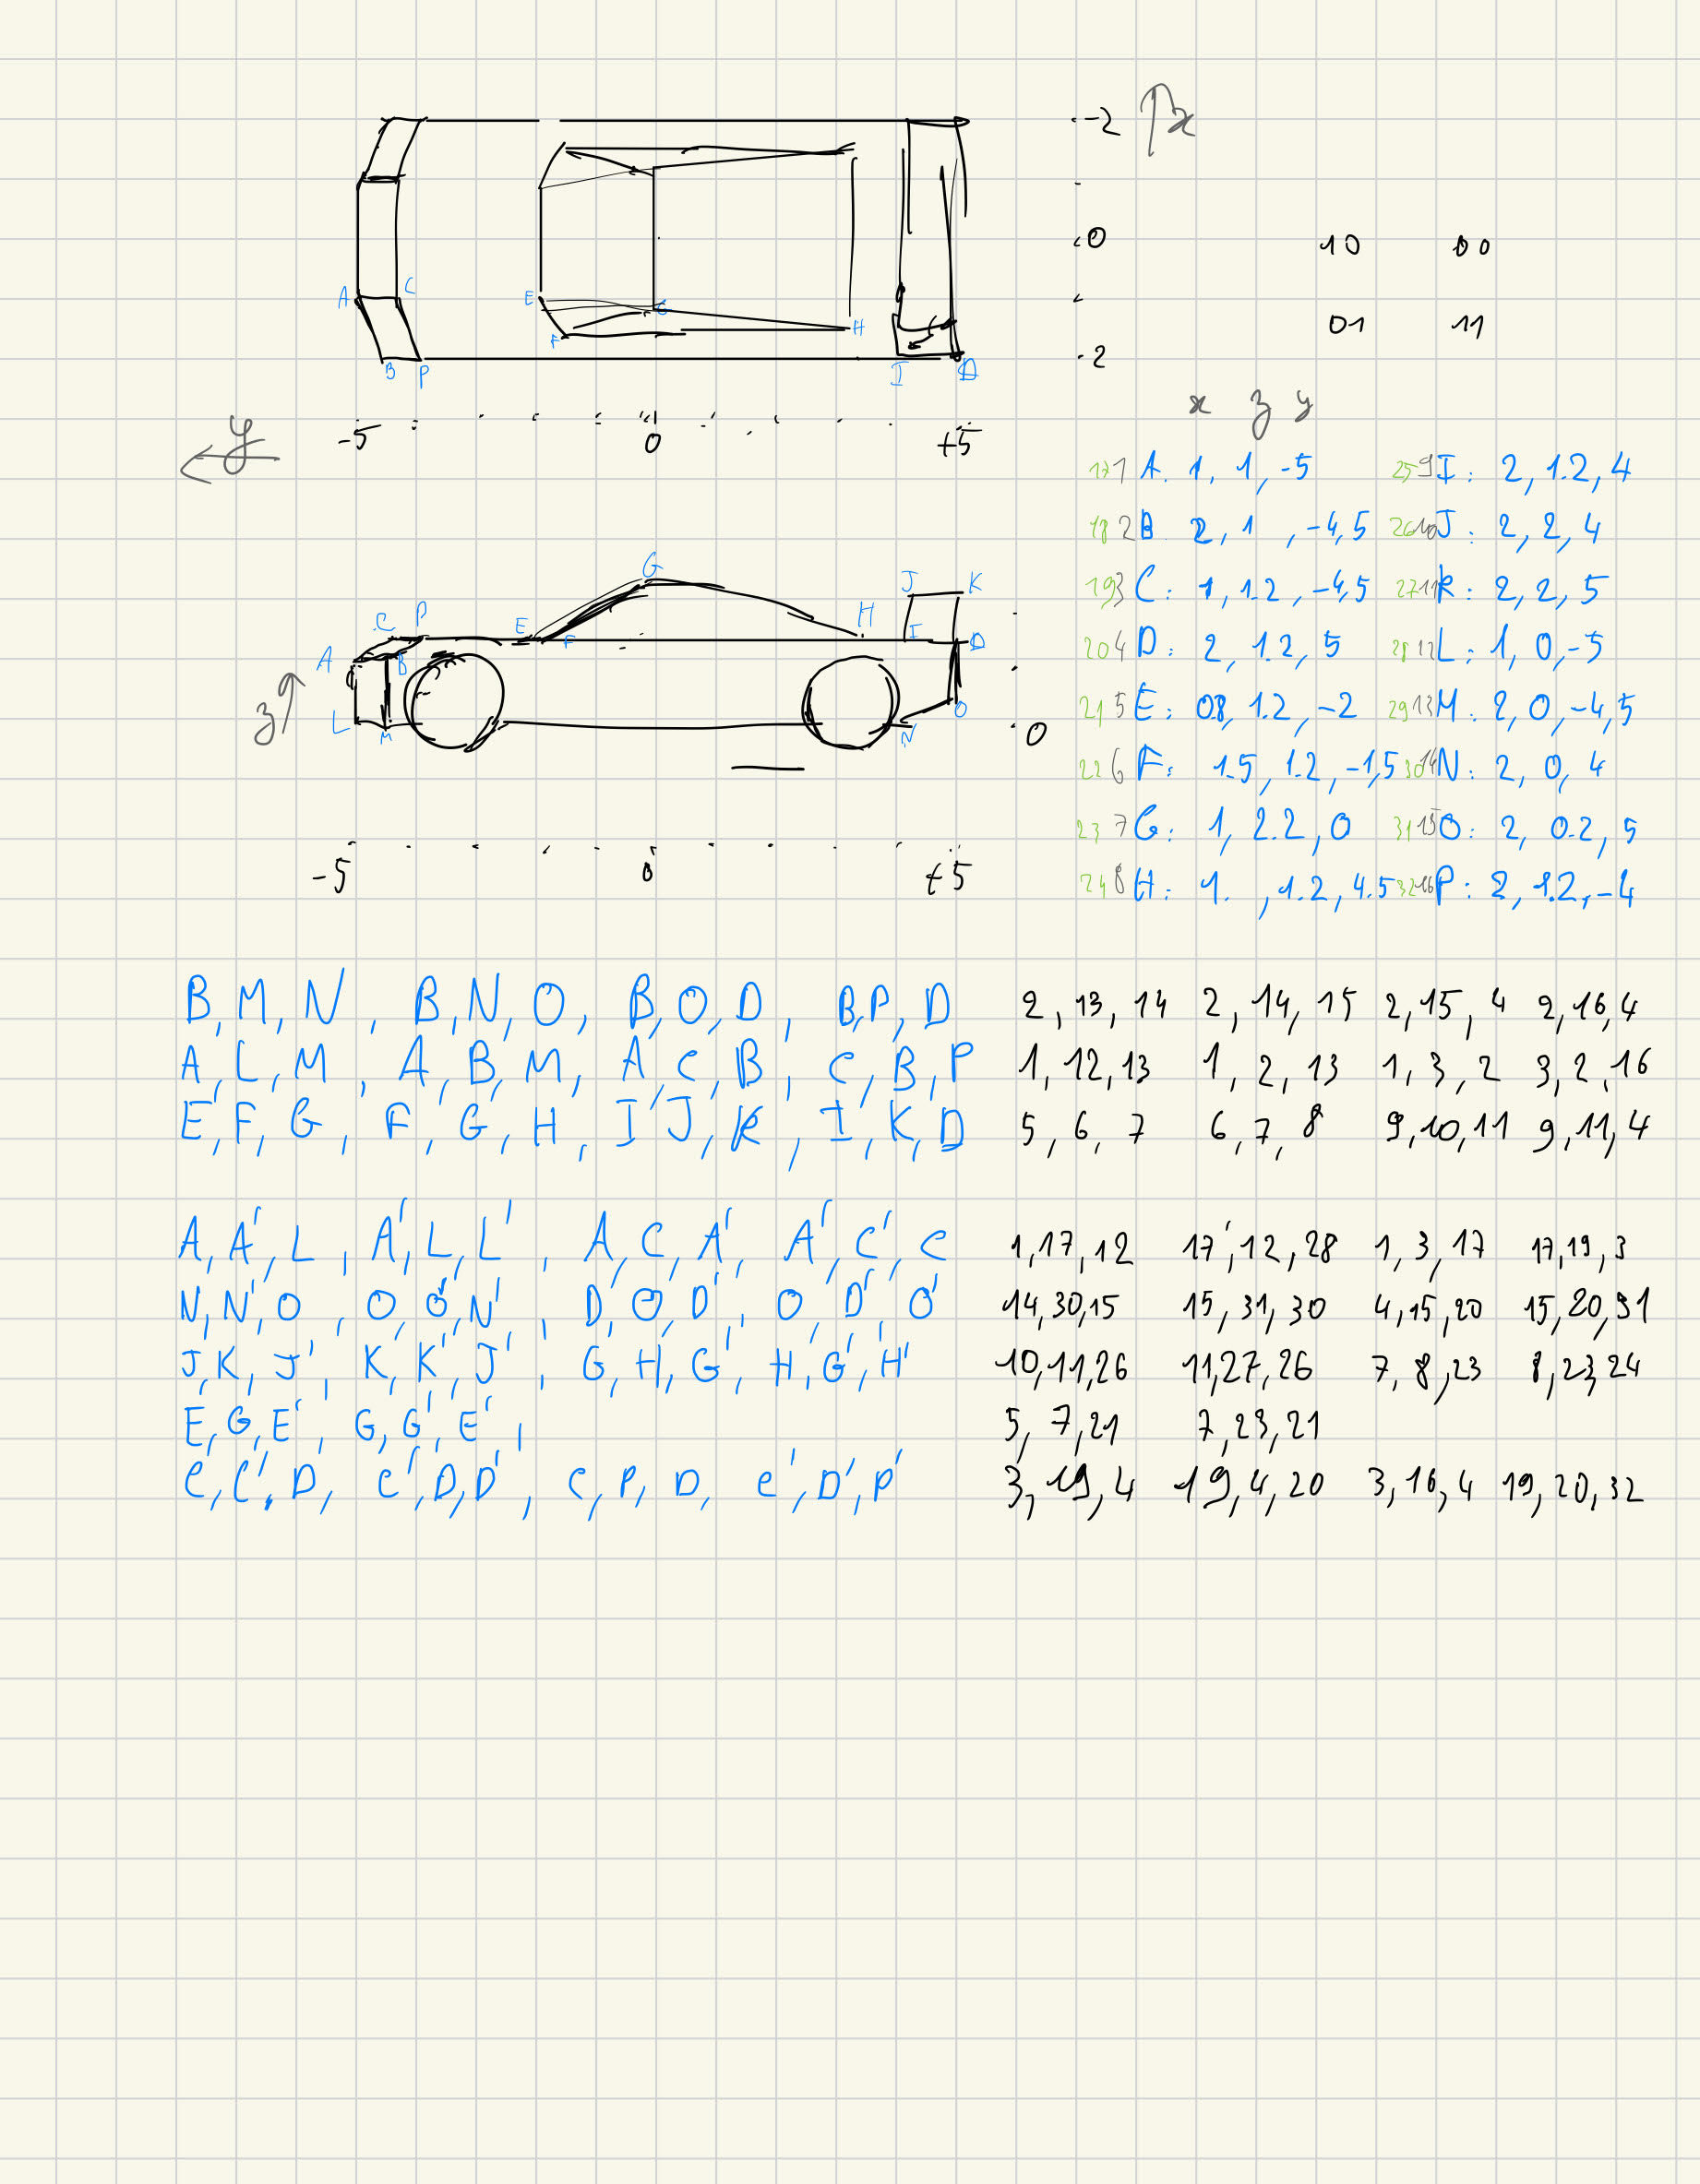 -2 x
A C E G H 0 10 00
F 01 11
B P I D 2
x z y
y -5 0 +5
17 1 A. 1, 1, -5 25 9 I: 2, 1.2, 4
18 2 B 2, 1, -4,5 26 10 J: 2, 2, 4
G
19 3 C: 1, 1.2, -4,5 27 11 K: 2, 2, 5
J K
C P E F H I D
20 4 D: 2, 1.2, 5 28 12 L: 1, 0, -5
A B
21 5 E: 0.8, 1.2, -2 29 13 M: 2, 0, -4,5
z L M N O 0
22 6 F: 1.5, 1.2, -1,5 30 14 N: 2, 0, 4
23 7 G: 1, 2.2, 0 31 15 O: 2, 0.2, 5
-5 0 +5
24 8 H: 1. , 1.2, 4.5 32 16 P: 2, 1.2, -4
B, M, N, B, N, O, B, O, D, B, P, D 2, 13, 14 2, 14, 15 2, 15, 4 2, 16, 4
A, L, M, A, B, M, A, C, B, C, B, P 1, 12, 13 1, 2, 13 1, 3, 2 3, 2, 16
E, F, G, F, G, H, I, J, K, I, K, D 5, 6, 7 6, 7, 8 9, 10, 11 9, 11, 4
A, A', L, A', L, L', A, C, A', A', C', C 1, 17, 12 17', 12, 28 1, 3, 17 17, 19, 3
N, N', O, O, O', N', D, O, D', O, D', O' 14, 30, 15 15, 31, 30 4, 15, 20 15, 20, 31
J, K, J', K, K', J', G, H, G', H, G', H' 10, 11, 26 11, 27, 26 7, 8, 23 8, 23, 24
E, G, E', G, G', E', 5, 7, 21 7, 23, 21
C, C', D, C', D, D', C, P, D, C', D', P' 3, 19, 4 19, 4, 20 3, 16, 4 19, 20, 32